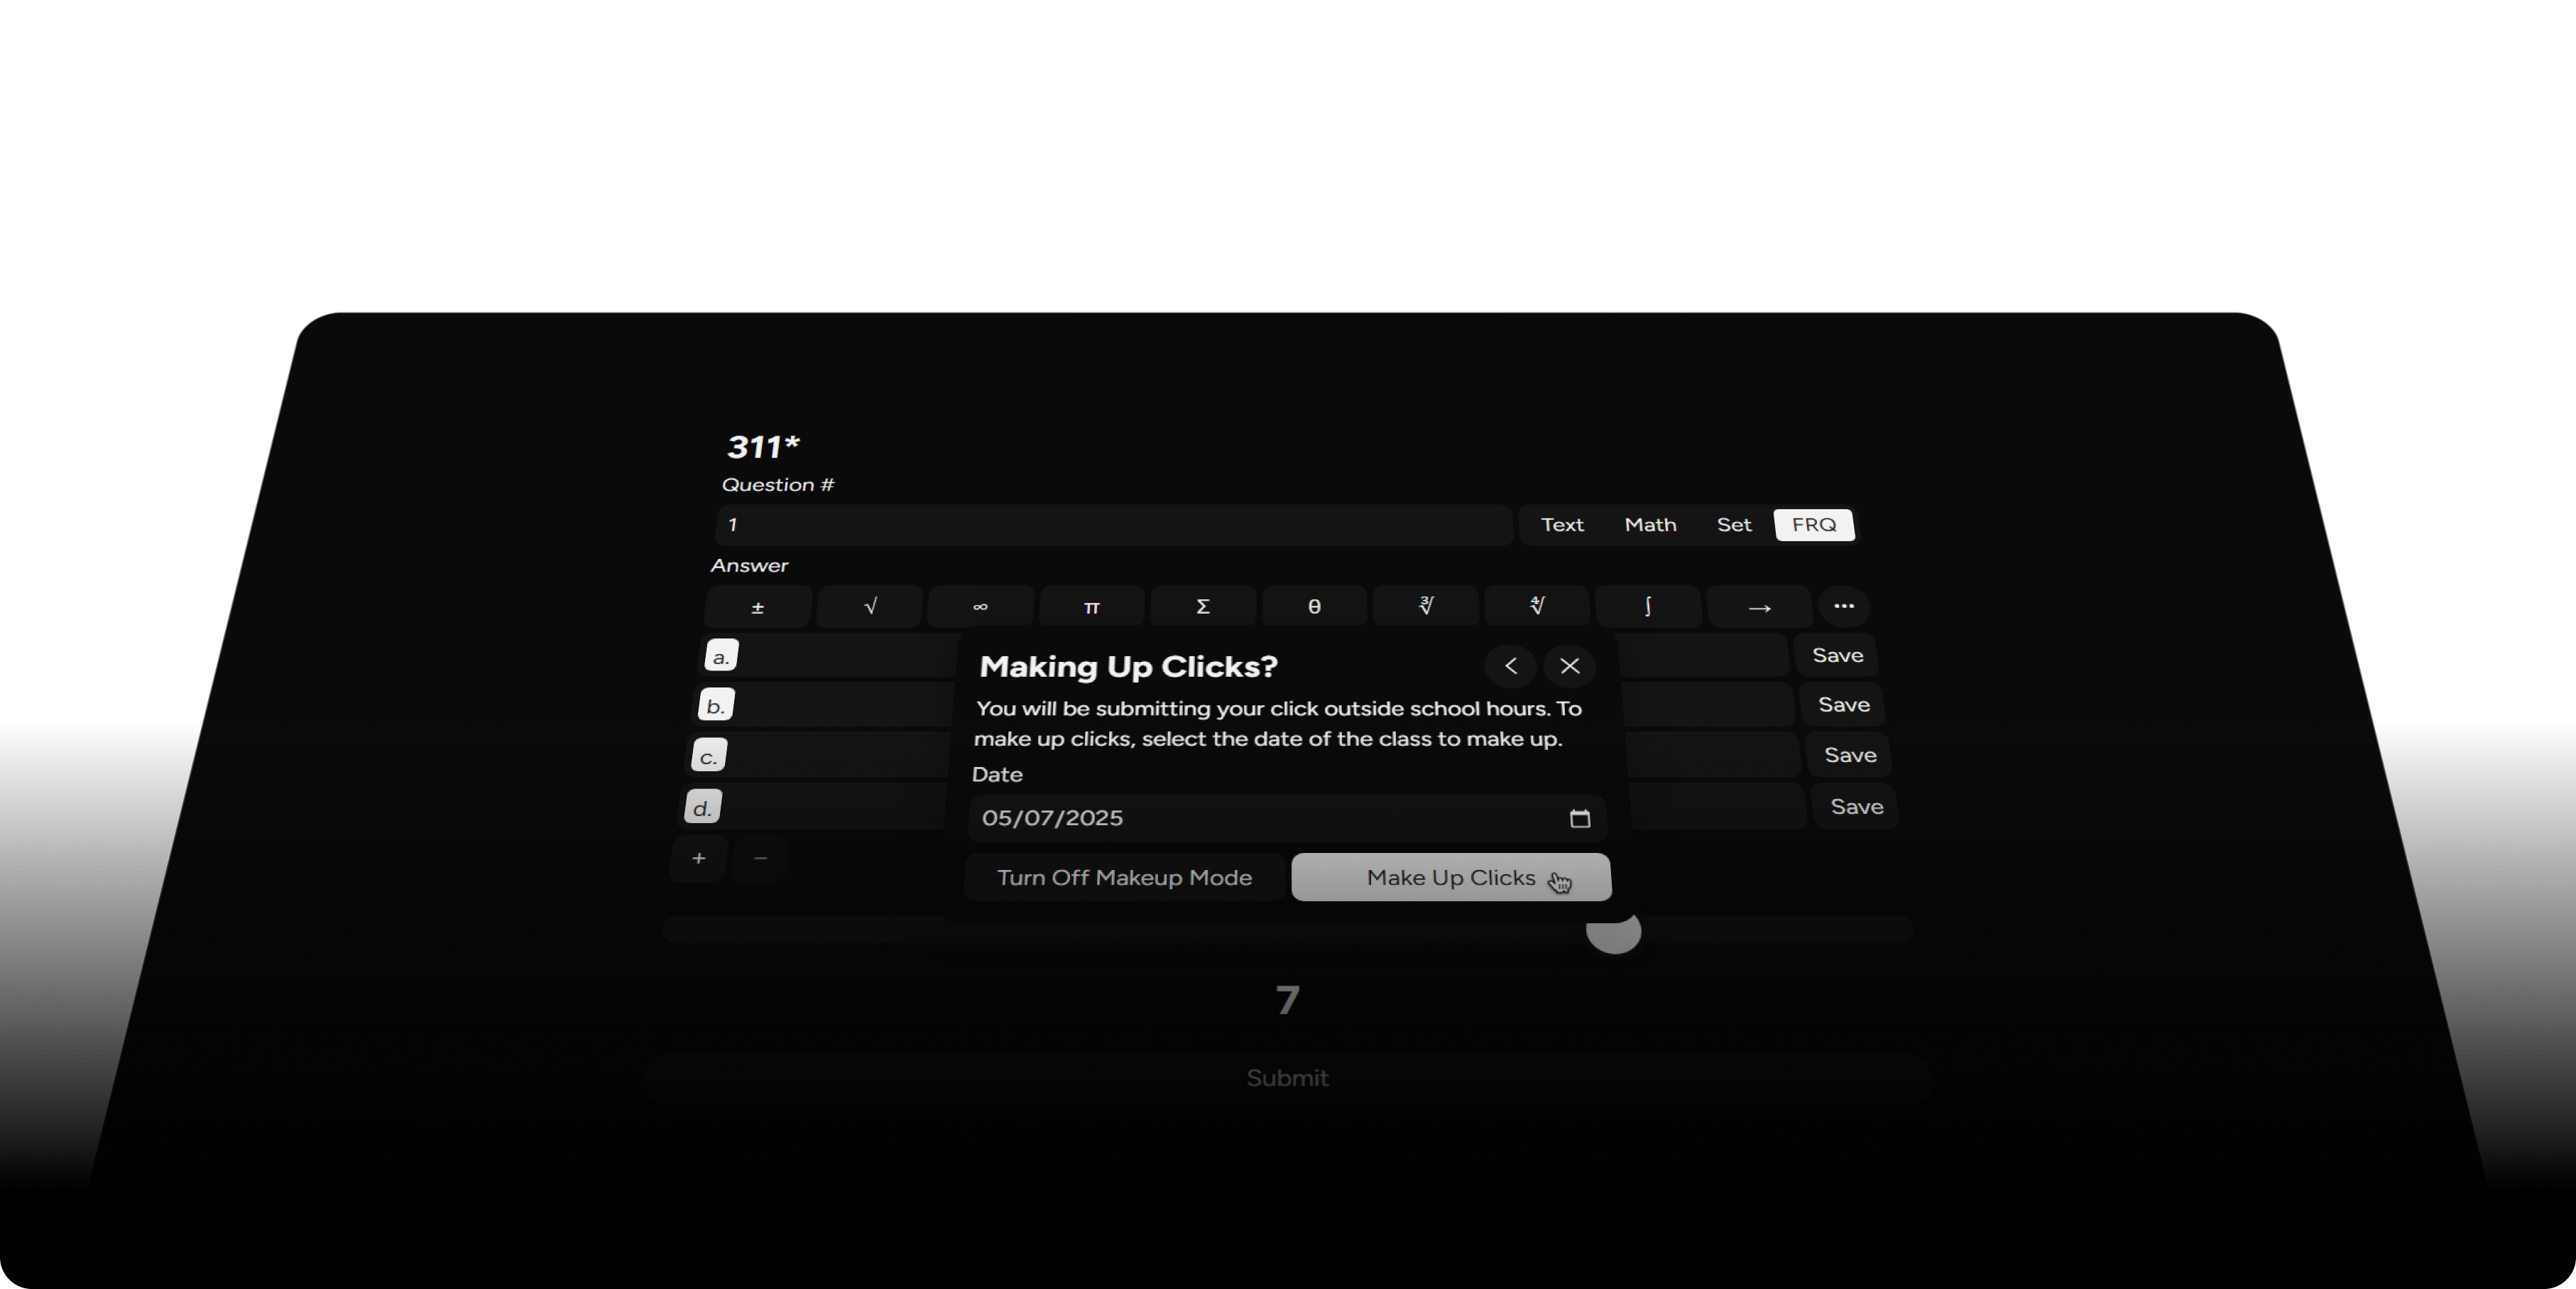 311*
Question #
1 Text Math Set FRQ
Answer
± √ ∞ π Σ θ ∛ ∜ ∫ → •••
a. Save
Making Up Clicks? < ×
b. Save
You will be submitting your click outside school hours. To
make up clicks, select the date of the class to make up.
c. Save
Date
d. 05/07/2025 Save
+ −
Turn Off Makeup Mode Make Up Clicks
7
Submit